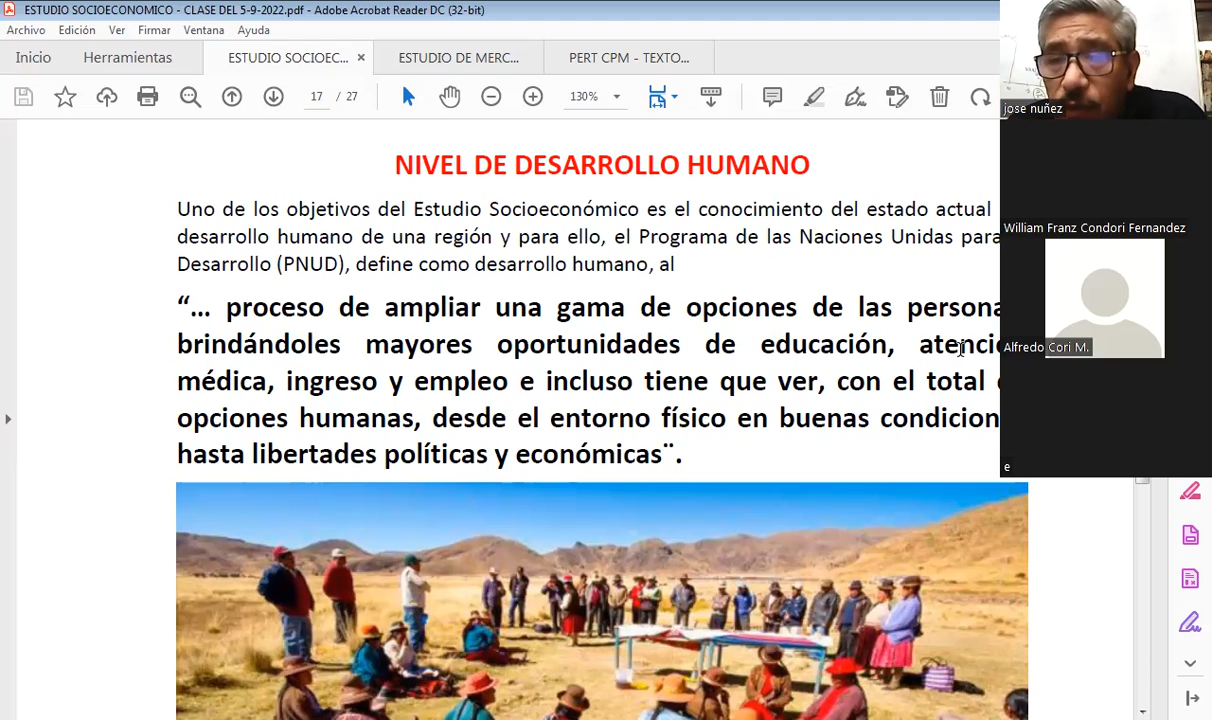 ESTUDIO SOCIOECONOMICO - CLASE DEL 5-9-2022.pdf - Adobe Acrobat Reader DC (32-bit)
Archivo Edición Ver Firmar Ventana Ayuda
Inicio Herramientas ESTUDIO SOCIOEC... × ESTUDIO DE MERC... PERT CPM - TEXTO...
17 / 27 130%
jose nuñez
NIVEL DE DESARROLLO HUMANO
Uno de los objetivos del Estudio Socioeconómico es el conocimiento del estado actual
William Franz Condori Fernandez
desarrollo humano de una región y para ello, el Programa de las Naciones Unidas para
Desarrollo (PNUD), define como desarrollo humano, al
“... proceso de ampliar una gama de opciones de las persona
brindándoles mayores oportunidades de educación, atenci
Alfredo Cori M.
médica, ingreso y empleo e incluso tiene que ver, con el total
opciones humanas, desde el entorno físico en buenas condicion
hasta libertades políticas y económicas¨.
e